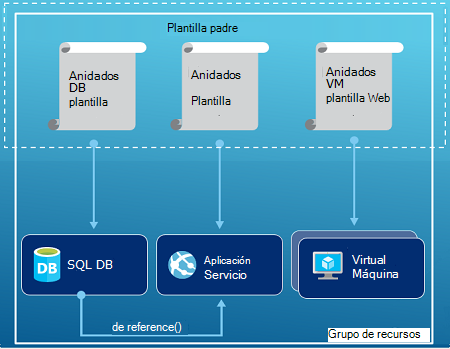 Plantilla padre
Anidados
DB
plantilla
Anidados
Plantilla
Anidados
VM
plantilla Web
DB
SQL DB
Aplicación
Servicio
Virtual
Máquina
de reference()
Grupo de recursos